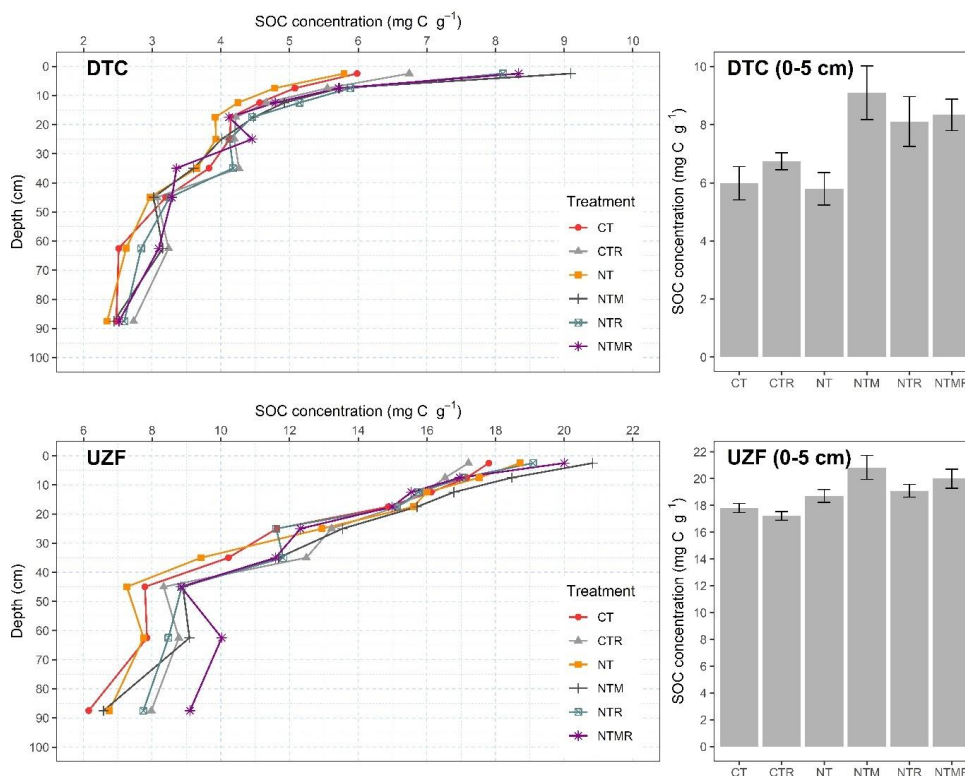 SOC concentration (mg C g⁻¹)
2 3 4 5 6 7 8 9 10
DTC
Depth (cm)
0
10
20
30
40
50
60
70
80
90
100
Treatment
CT
CTR
NT
NTM
NTR
NTMR
DTC (0-5 cm)
SOC concentration (mg C g⁻¹)
10
8
6
4
2
0
CT CTR NT NTM NTR NTMR
SOC concentration (mg C g⁻¹)
6 8 10 12 14 16 18 20 22
UZF
Depth (cm)
0
10
20
30
40
50
60
70
80
90
100
Treatment
CT
CTR
NT
NTM
NTR
NTMR
UZF (0-5 cm)
SOC concentration (mg C g⁻¹)
22
20
18
16
14
12
10
8
6
4
2
0
CT CTR NT NTM NTR NTMR